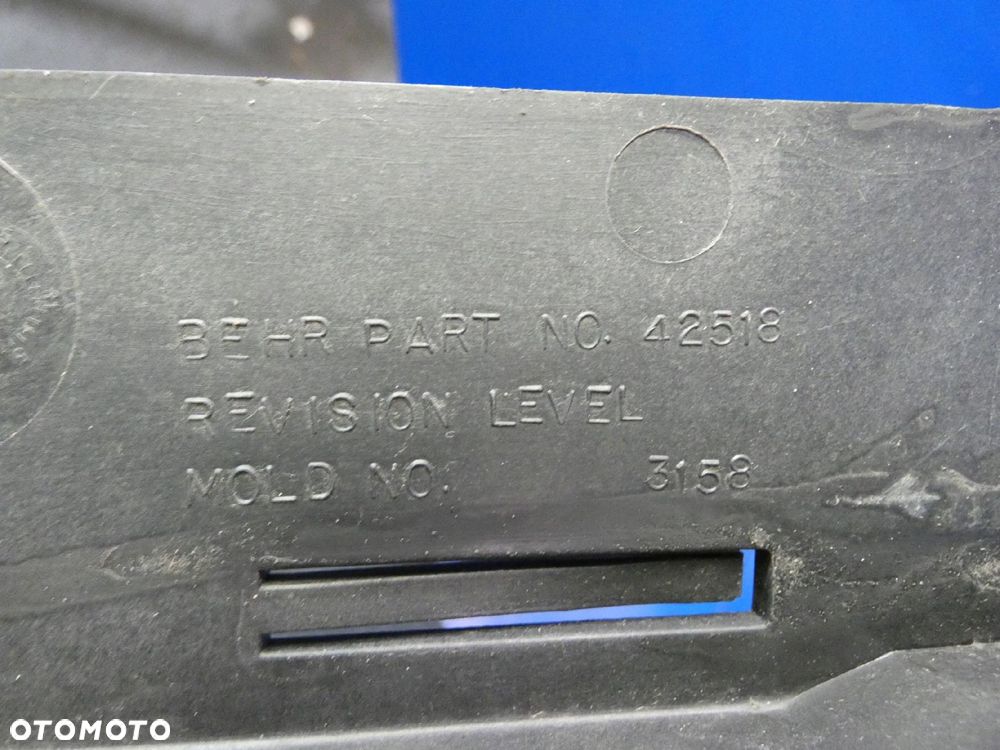 BEHR PART NO. 42518
REVISION LEVEL
MOLD NO. 3158
OTOMOTO